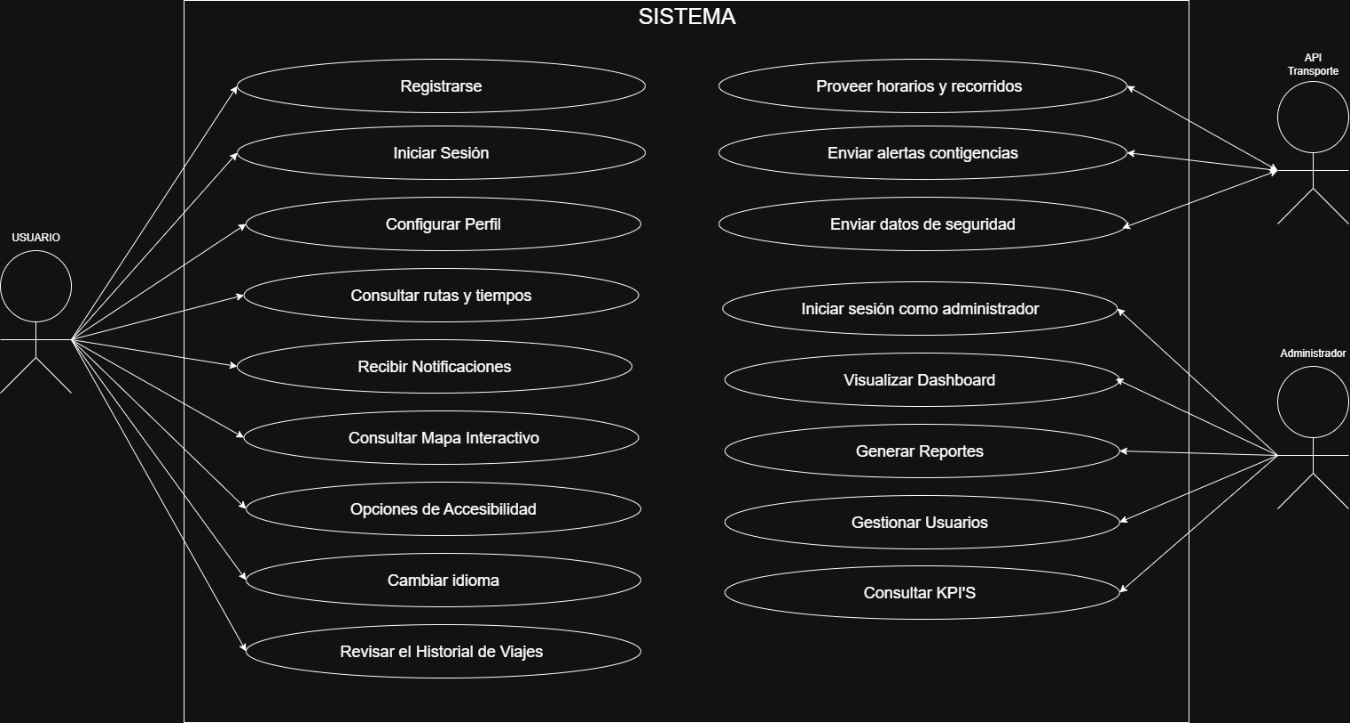 SISTEMA
USUARIO
Registrarse
Iniciar Sesión
Configurar Perfil
Consultar rutas y tiempos
Recibir Notificaciones
Consultar Mapa Interactivo
Opciones de Accesibilidad
Cambiar idioma
Revisar el Historial de Viajes
Proveer horarios y recorridos
Enviar alertas contigencias
Enviar datos de seguridad
Iniciar sesión como administrador
Visualizar Dashboard
Generar Reportes
Gestionar Usuarios
Consultar KPI'S
API
Transporte
Administrador